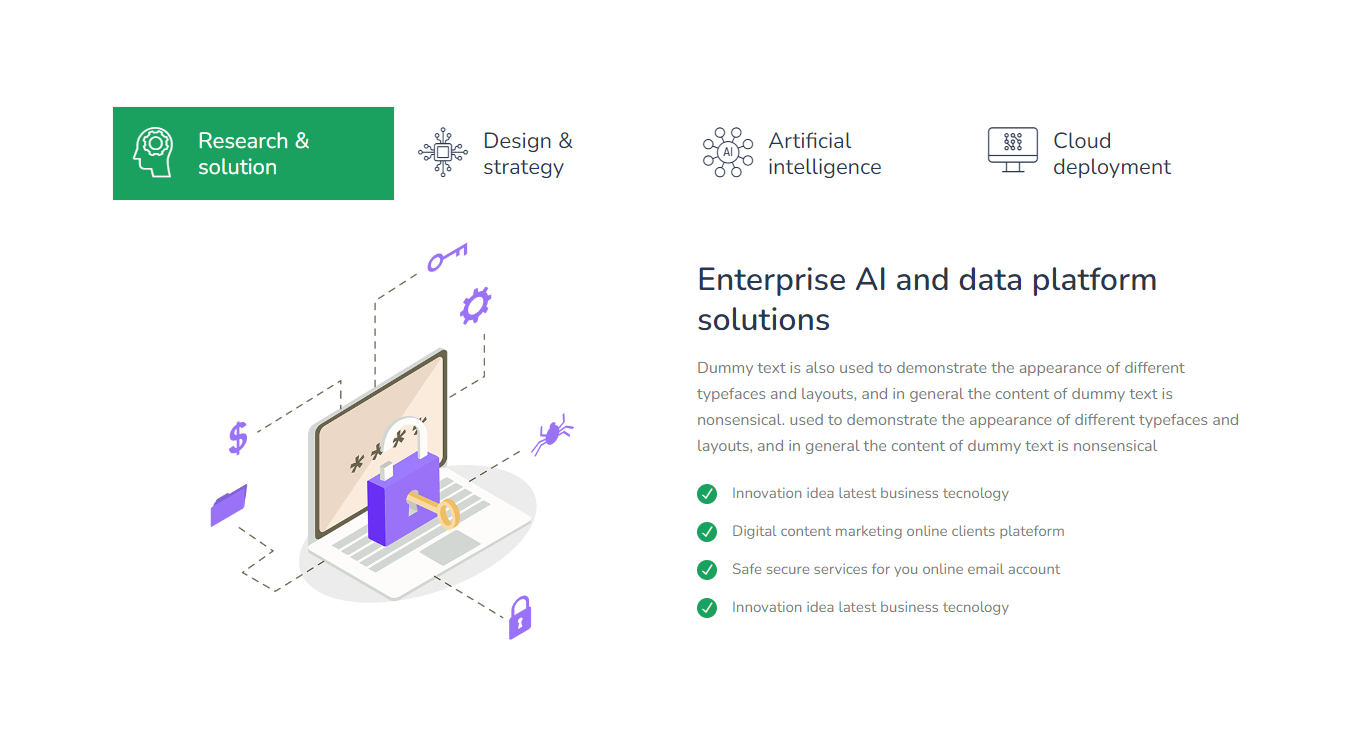 Research &
solution
Design &
strategy
Artificial
intelligence
Cloud
deployment
AI
Enterprise AI and data platform
solutions
Dummy text is also used to demonstrate the appearance of different
typefaces and layouts, and in general the content of dummy text is
nonsensical. used to demonstrate the appearance of different typefaces and
layouts, and in general the content of dummy text is nonsensical
Innovation idea latest business tecnology
Digital content marketing online clients plateform
Safe secure services for you online email account
Innovation idea latest business tecnology
$
****